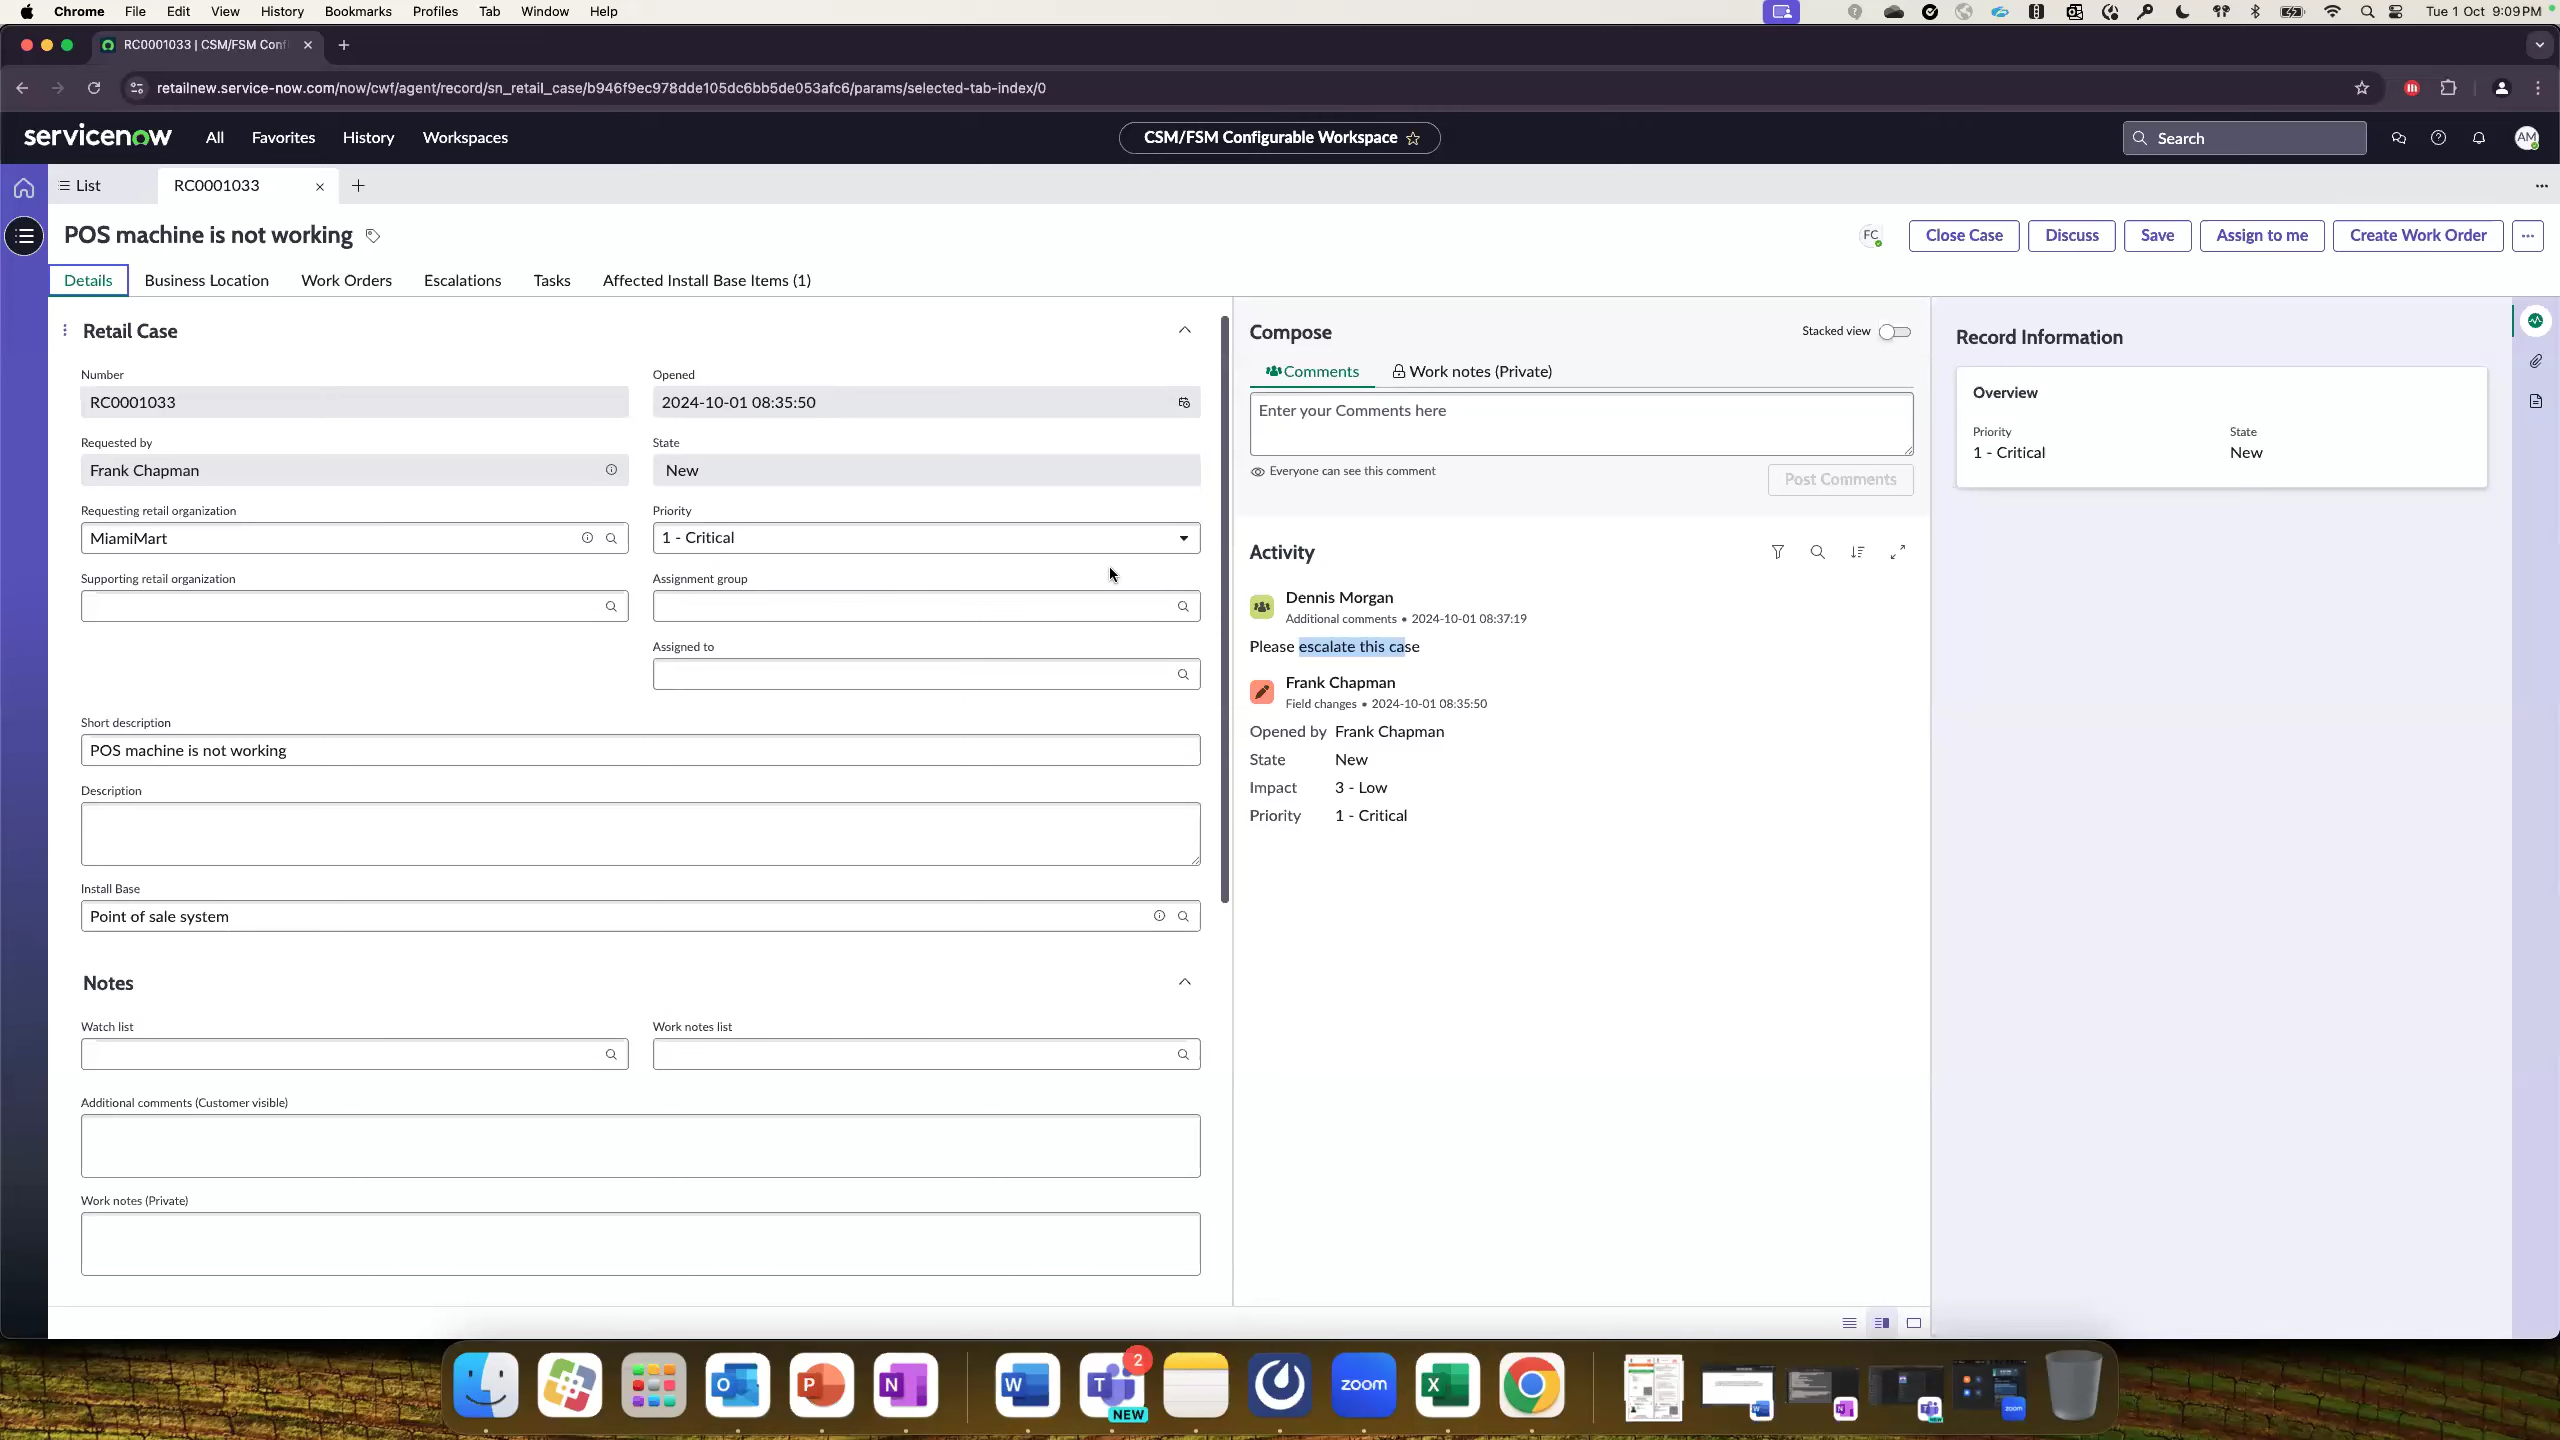 Chrome File Edit View History Bookmarks Profiles Tab Window Help Tue 1 Oct 9:09 PM
RC0001033 | CSM/FSM Conf
retailnew.service-now.com/now/cwf/agent/record/sn_retail_case/b946f9ec978dde105dc6bb5de053afc6/params/selected-tab-index/0
servicenow All Favorites History Workspaces CSM/FSM Configurable Workspace Search AM
List RC0001033
POS machine is not working FC Close Case Discuss Save Assign to me Create Work Order
Details Business Location Work Orders Escalations Tasks Affected Install Base Items (1)
Retail Case
Number
RC0001033
Opened
2024-10-01 08:35:50
Requested by
Frank Chapman
State
New
Requesting retail organization
MiamiMart
Priority
1 - Critical
Supporting retail organization
Assignment group
Assigned to
Short description
POS machine is not working
Description
Install Base
Point of sale system
Notes
Watch list
Work notes list
Additional comments (Customer visible)
Work notes (Private)
Compose
Stacked view
Comments Work notes (Private)
Enter your Comments here
Everyone can see this comment
Post Comments
Activity
Dennis Morgan
Additional comments • 2024-10-01 08:37:19
Please escalate this case
Frank Chapman
Field changes • 2024-10-01 08:35:50
Opened by Frank Chapman
State New
Impact 3 - Low
Priority 1 - Critical
Record Information
Overview
Priority
1 - Critical
State
New
O P N W T 2 NEW zoom X